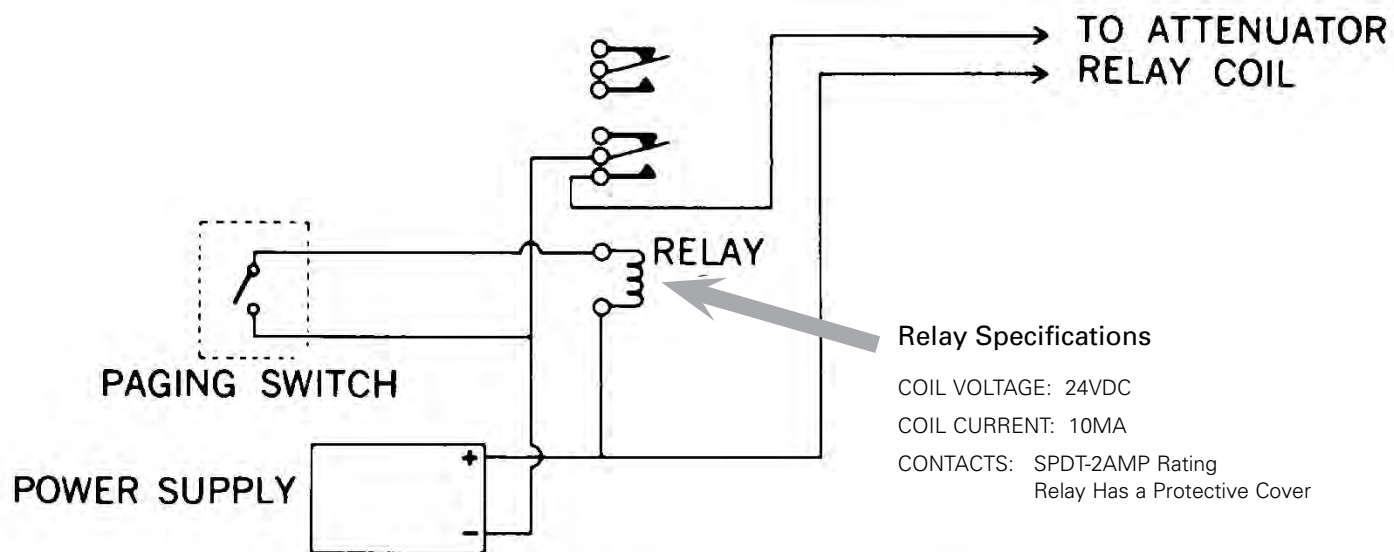 TO ATTENUATOR
RELAY COIL
RELAY
PAGING SWITCH
Relay Specifications
COIL VOLTAGE: 24VDC
COIL CURRENT: 10MA
CONTACTS: SPDT-2AMP Rating
Relay Has a Protective Cover
POWER SUPPLY
+
-